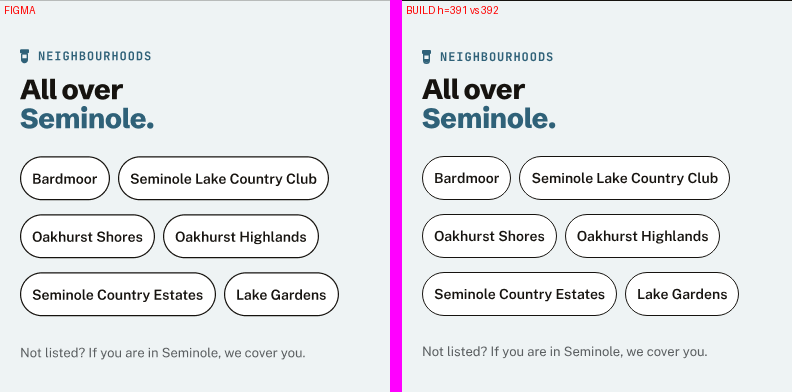 FIGMA
NEIGHBOURHOODS
All over
Seminole.
Bardmoor
Seminole Lake Country Club
Oakhurst Shores
Oakhurst Highlands
Seminole Country Estates
Lake Gardens
Not listed? If you are in Seminole, we cover you.
BUILD h=391 vs 392
NEIGHBOURHOODS
All over
Seminole.
Bardmoor
Seminole Lake Country Club
Oakhurst Shores
Oakhurst Highlands
Seminole Country Estates
Lake Gardens
Not listed? If you are in Seminole, we cover you.